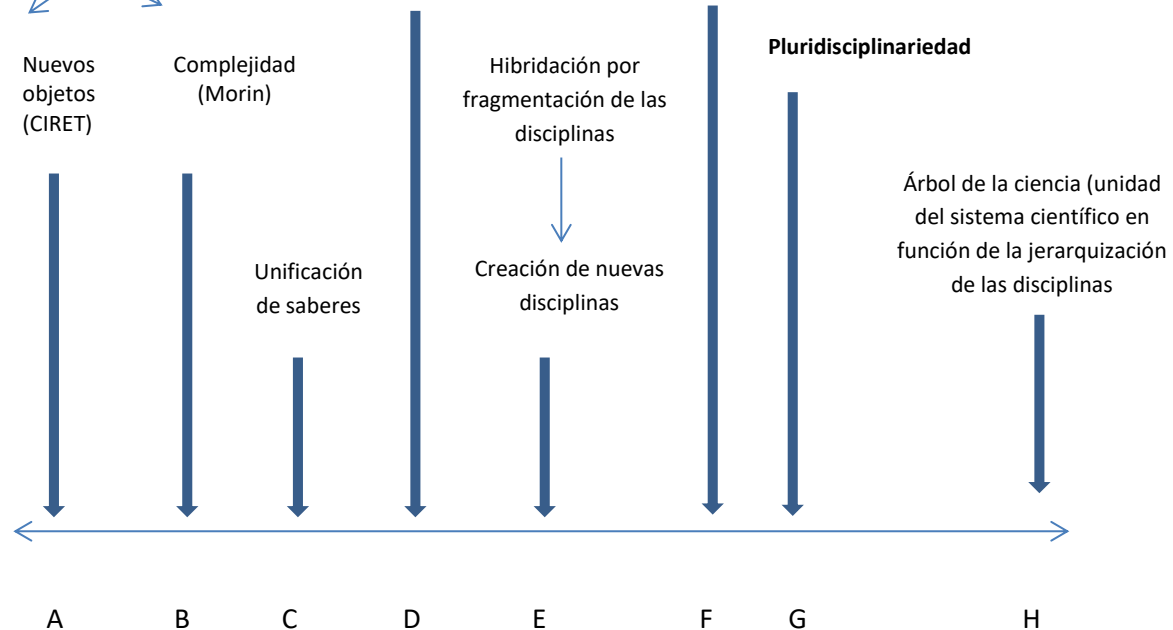 Nuevos
objetos
(CIRET)
Complejidad
(Morin)
Unificación
de saberes
Hibridación por
fragmentación de las
disciplinas
Creación de nuevas
disciplinas
Pluridisciplinariedad
Árbol de la ciencia (unidad
del sistema científico en
función de la jerarquización
de las disciplinas
A B C D E F G H